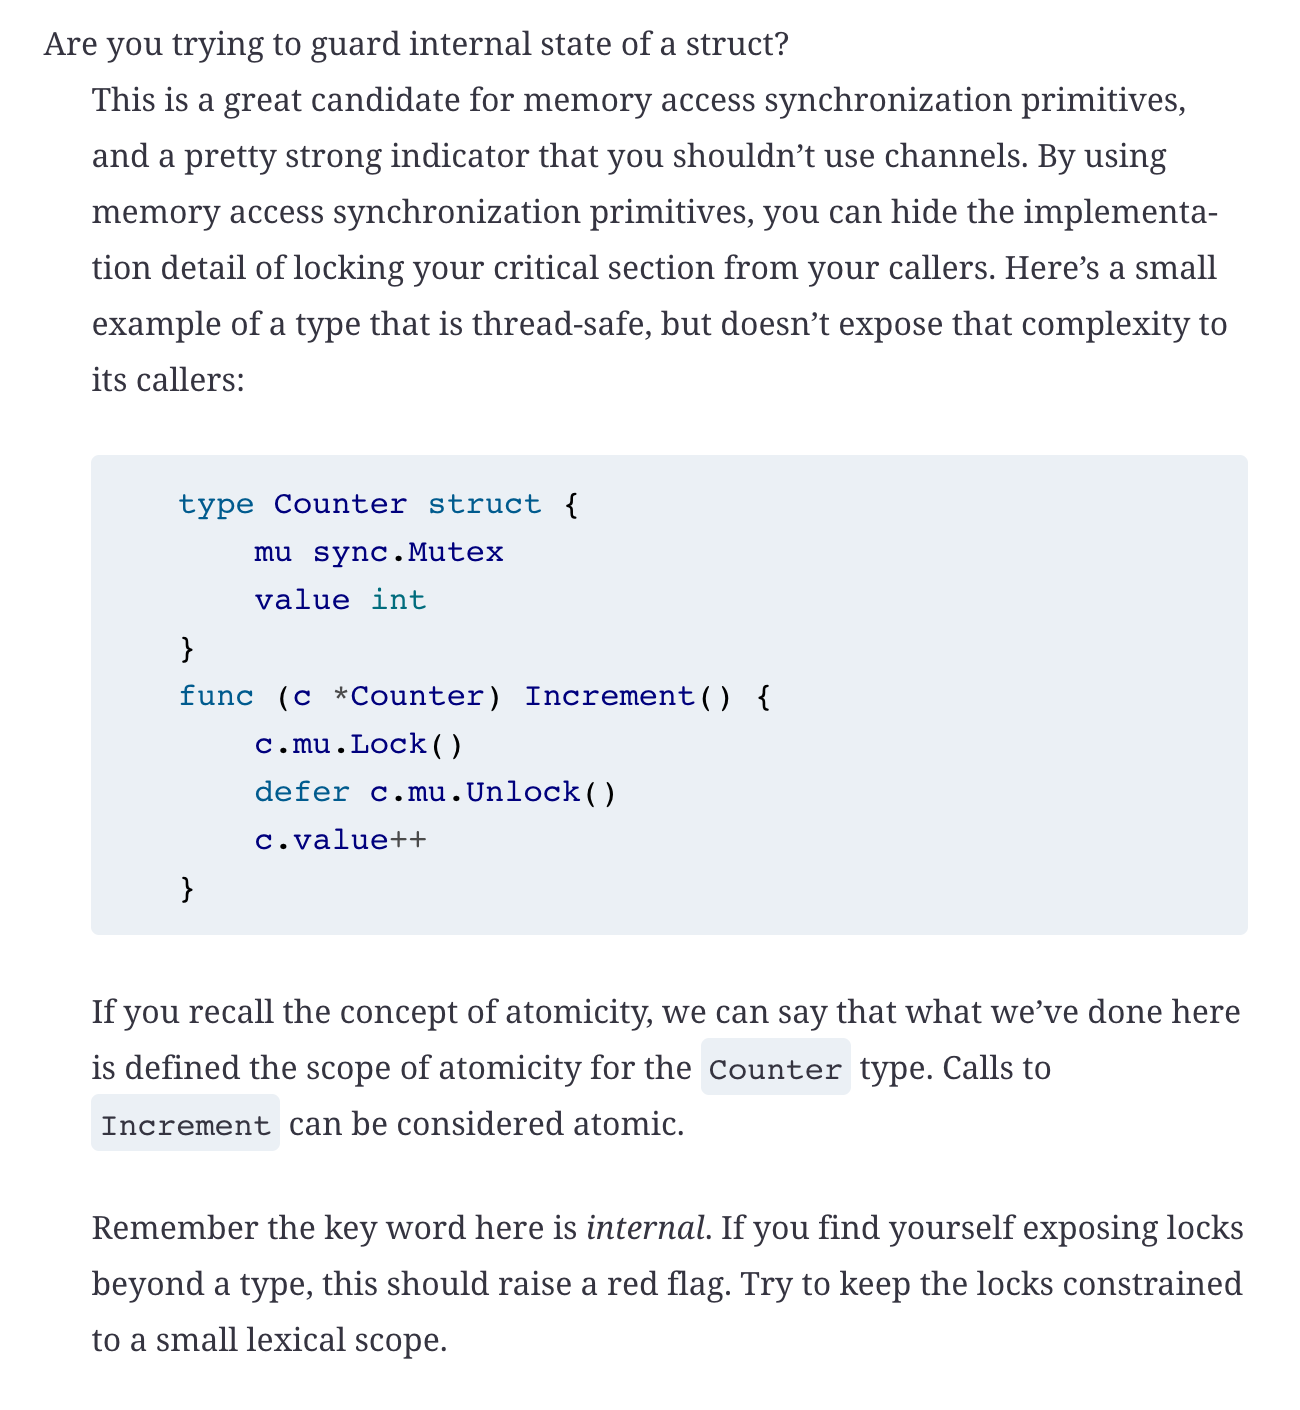 Are you trying to guard internal state of a struct?
This is a great candidate for memory access synchronization primitives,
and a pretty strong indicator that you shouldn’t use channels. By using
memory access synchronization primitives, you can hide the implementa-
tion detail of locking your critical section from your callers. Here’s a small
example of a type that is thread-safe, but doesn’t expose that complexity to
its callers:
type Counter struct {
    mu sync.Mutex
    value int
}
func (c *Counter) Increment() {
    c.mu.Lock()
    defer c.mu.Unlock()
    c.value++
}
If you recall the concept of atomicity, we can say that what we’ve done here
is defined the scope of atomicity for the Counter type. Calls to
Increment can be considered atomic.
Remember the key word here is internal. If you find yourself exposing locks
beyond a type, this should raise a red flag. Try to keep the locks constrained
to a small lexical scope.